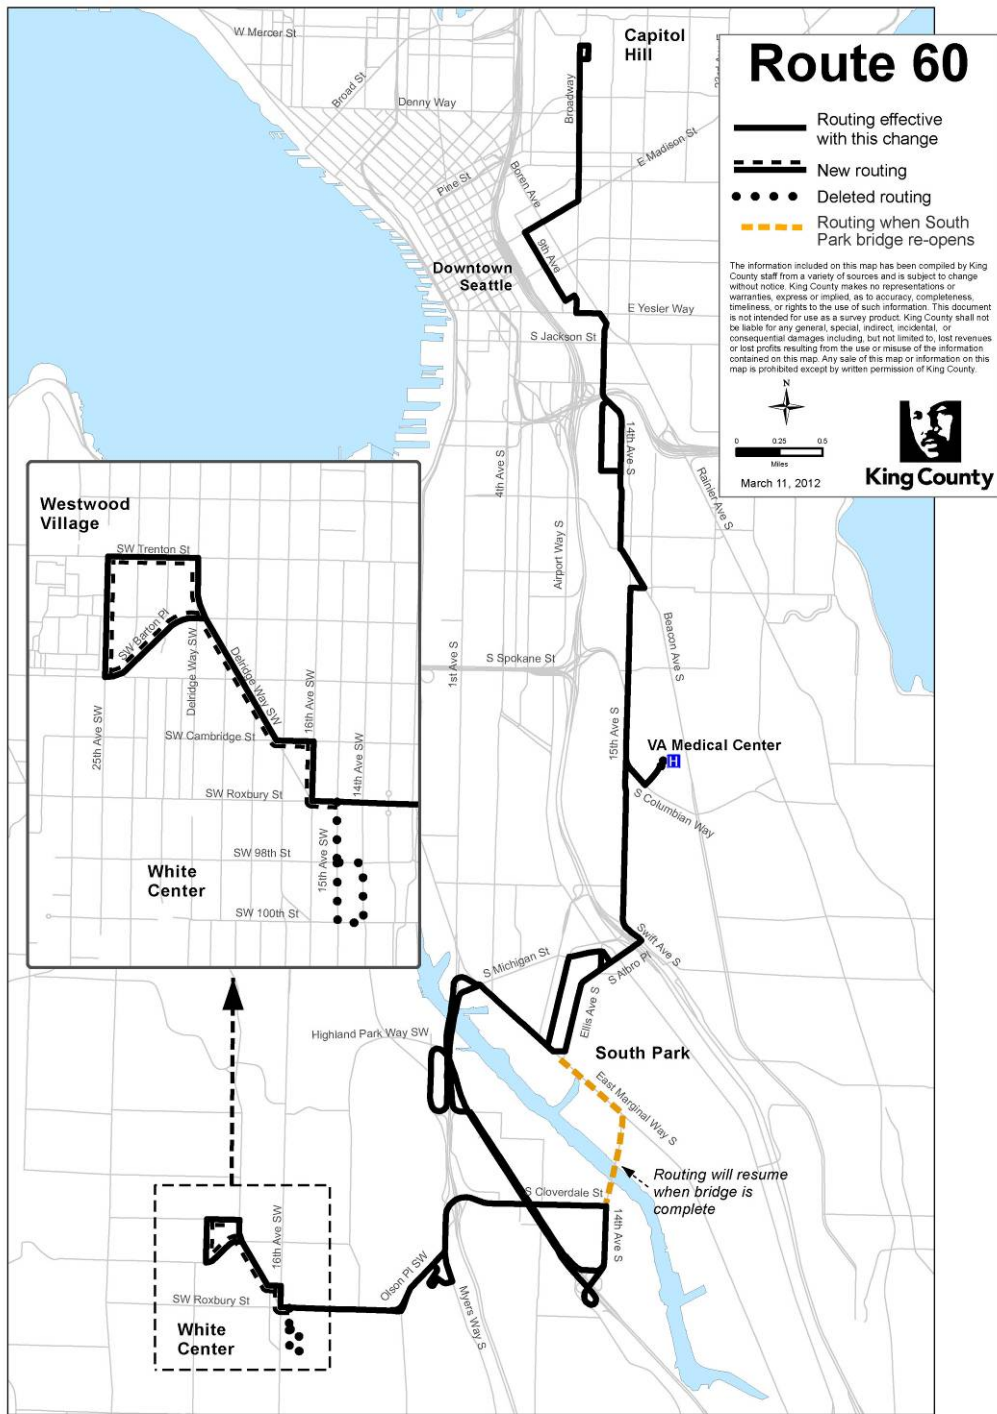 Capitol
Hill
W Mercer St
Broad St
Denny Way
Broadway
E Madison St
Pine St
Boren Ave
9th Ave
Downtown
Seattle
E Yesler Way
S Jackson St
Route 60
Routing effective
with this change
New routing
Deleted routing
Routing when South
Park bridge re-opens
The information included on this map has been compiled by King
County staff from a variety of sources and is subject to change
without notice. King County makes no representations or
warranties, express or implied, as to accuracy, completeness,
timeliness, or rights to the use of such information. This document
is not intended for use as a survey product. King County shall not
be liable for any general, special, indirect, incidental, or
consequential damages including, but not limited to, lost revenues
or lost profits resulting from the use or misuse of the information
contained on this map. Any sale of this map or information on this
map is prohibited except by written permission of King County.
N
0 0.25 0.5
Miles
March 11, 2012
King County
14th Ave S
4th Ave S
Rainier Ave S
Airport Way S
Beacon Ave S
1st Ave S
S Spokane St
15th Ave S
VA Medical Center
H
S Columbian Way
Westwood
Village
SW Trenton St
SW Barton Pl
Delridge Way SW
Delridge Way SW
16th Ave SW
25th Ave SW
SW Cambridge St
14th Ave SW
SW Roxbury St
15th Ave SW
SW 98th St
White
Center
SW 100th St
Swift Ave S
S Michigan St
S Albro Pl
Ellis Ave S
Highland Park Way SW
South Park
East Marginal Way S
Routing will resume
when bridge is
complete
S Cloverdale St
14th Ave S
16th Ave SW
Olson Pl SW
Myers Way S
SW Roxbury St
White
Center